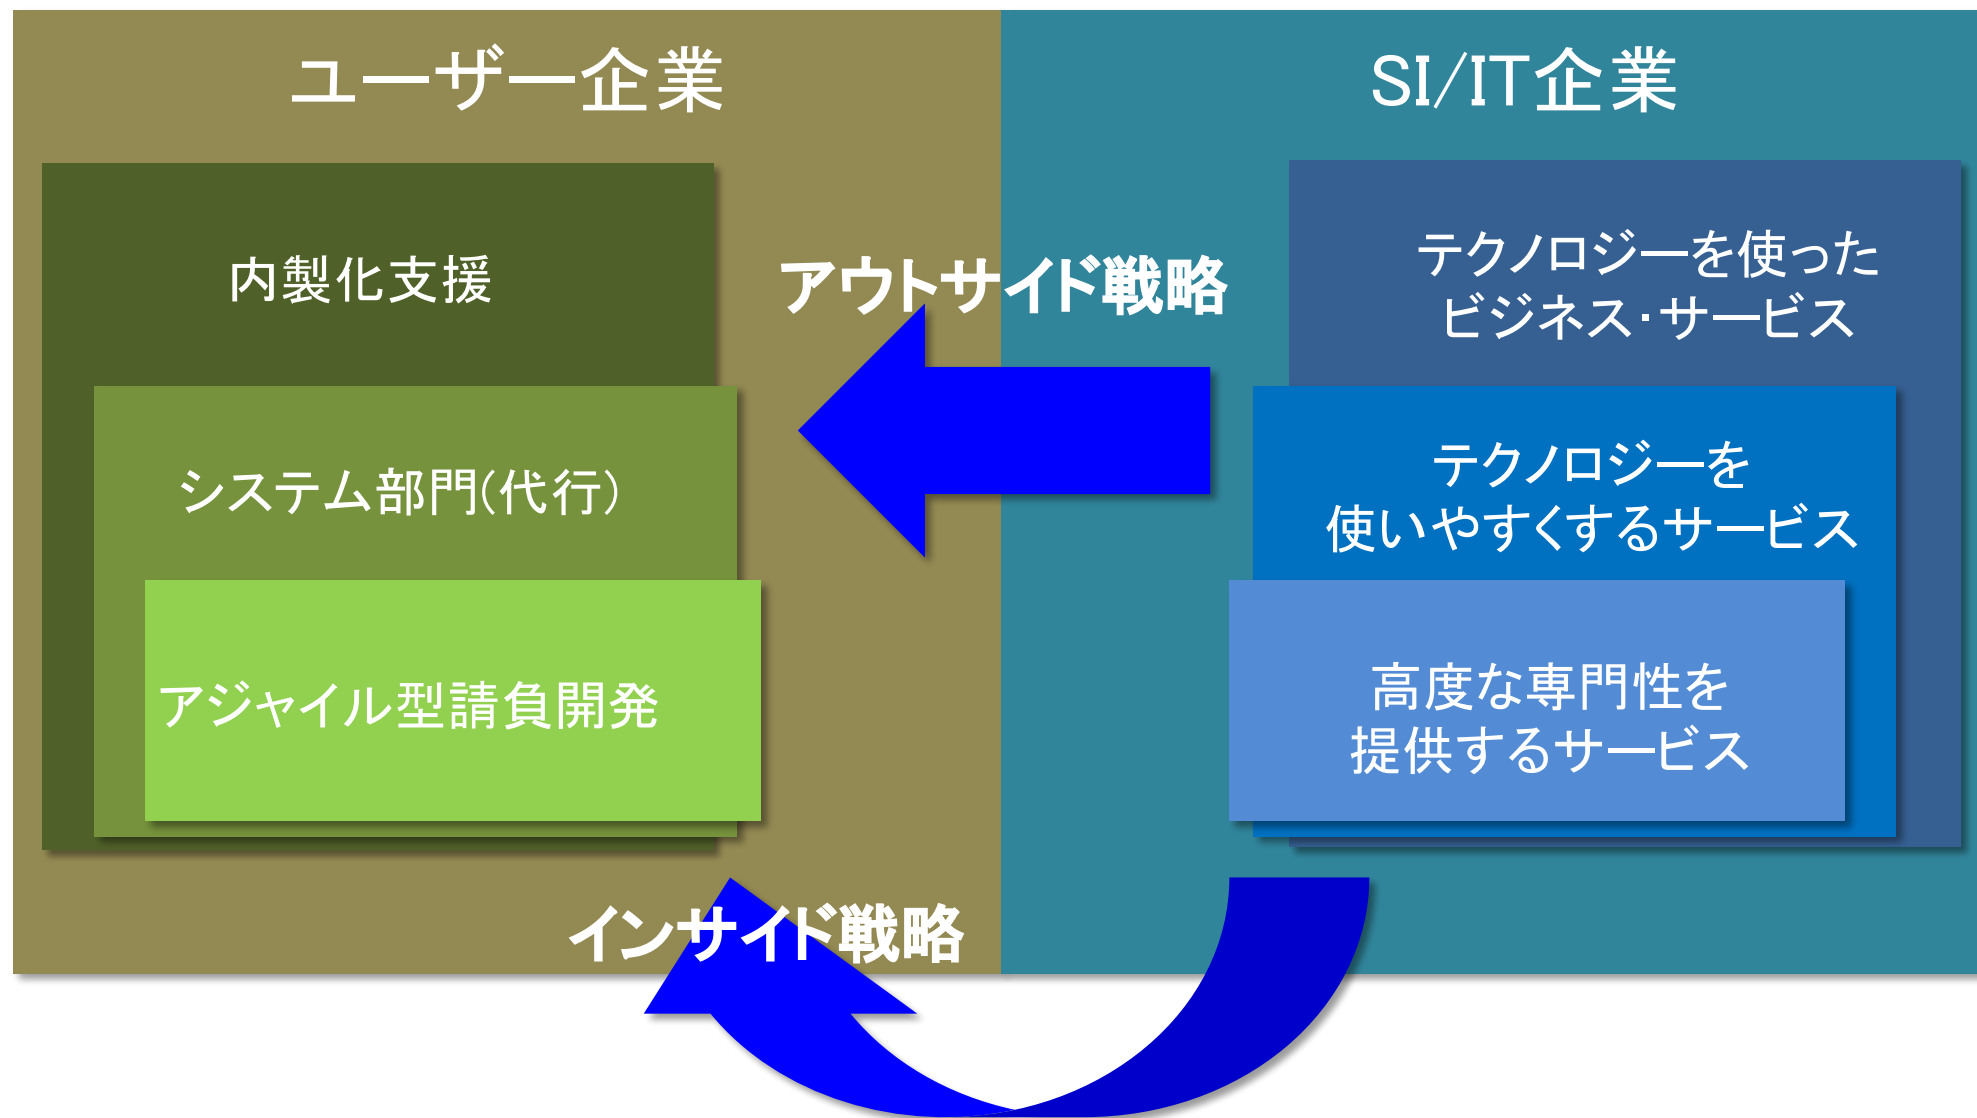 ユーザー企業
SI/IT企業
内製化支援
システム部門(代行)
アジャイル型請負開発
アウトサイド戦略
テクノロジーを使った
ビジネス・サービス
テクノロジーを
使いやすくするサービス
高度な専門性を
提供するサービス
インサイド戦略